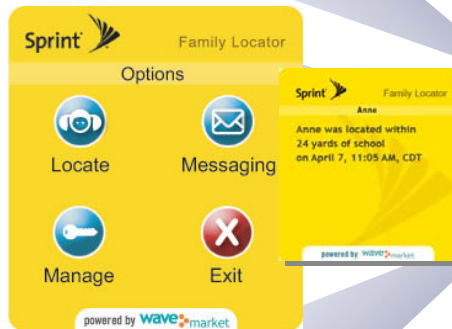 Sprint Family Locator
Options
Locate Messaging
Manage Exit
powered by wave market
Sprint Family Locator
Anne
Anne was located within
24 yards of school
on April 7, 11:05 AM, CDT
powered by wave market